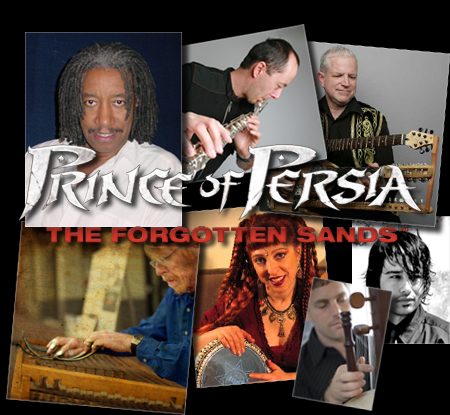 PRINCE OF PERSIA
THE FORGOTTEN SANDS™